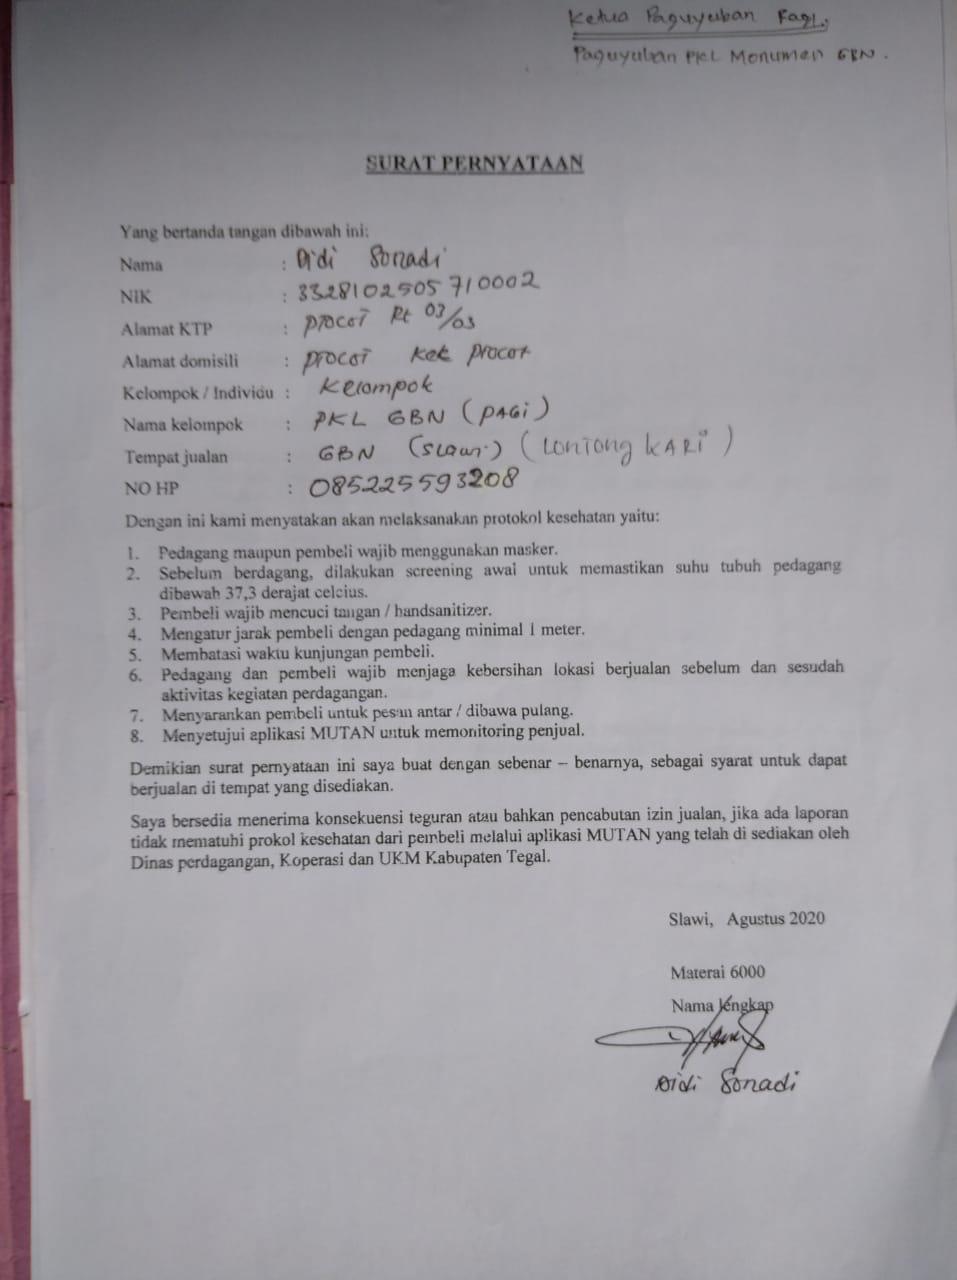 Ketua Paguyuban Pagi.
Paguyuban PKL Monumen GBN.
SURAT PERNYATAAN
Yang bertanda tangan dibawah ini:
Nama : Didi Sonadi
NIK : 3328102505710002
Alamat KTP : procot Rt 03/03
Alamat domisili : procot Kel procot
Kelompok / Individu : Kelompok
Nama kelompok : PKL GBN (PAGi)
Tempat jualan : GBN (Slawi) (LONTONG KARi)
NO HP : 085225593208
Dengan ini kami menyatakan akan melaksanakan protokol kesehatan yaitu:
1. Pedagang maupun pembeli wajib menggunakan masker.
2. Sebelum berdagang, dilakukan screening awal untuk memastikan suhu tubuh pedagang
dibawah 37,3 derajat celcius.
3. Pembeli wajib mencuci tangan / handsanitizer.
4. Mengatur jarak pembeli dengan pedagang minimal 1 meter.
5. Membatasi waktu kunjungan pembeli.
6. Pedagang dan pembeli wajib menjaga kebersihan lokasi berjualan sebelum dan sesudah
aktivitas kegiatan perdagangan.
7. Menyarankan pembeli untuk pesan antar / dibawa pulang.
8. Menyetujui aplikasi MUTAN untuk memonitoring penjual.
Demikian surat pernyataan ini saya buat dengan sebenar – benarnya, sebagai syarat untuk dapat
berjualan di tempat yang disediakan.
Saya bersedia menerima konsekuensi teguran atau bahkan pencabutan izin jualan, jika ada laporan
tidak mematuhi prokol kesehatan dari pembeli melalui aplikasi MUTAN yang telah di sediakan oleh
Dinas perdagangan, Koperasi dan UKM Kabupaten Tegal.
Slawi, Agustus 2020
Materai 6000
Nama lengkap
Didi Sonadi